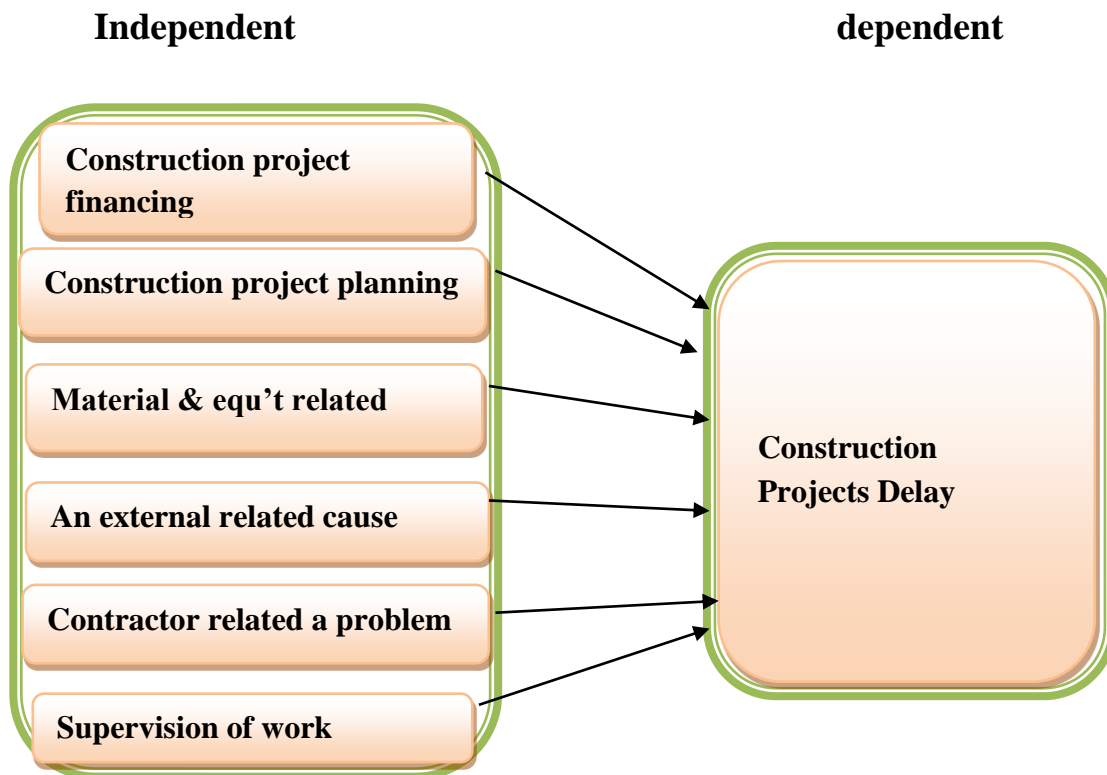 Independent
dependent
Construction project
financing
Construction project planning
Material & equ’t related
An external related cause
Contractor related a problem
Supervision of work
Construction
Projects Delay